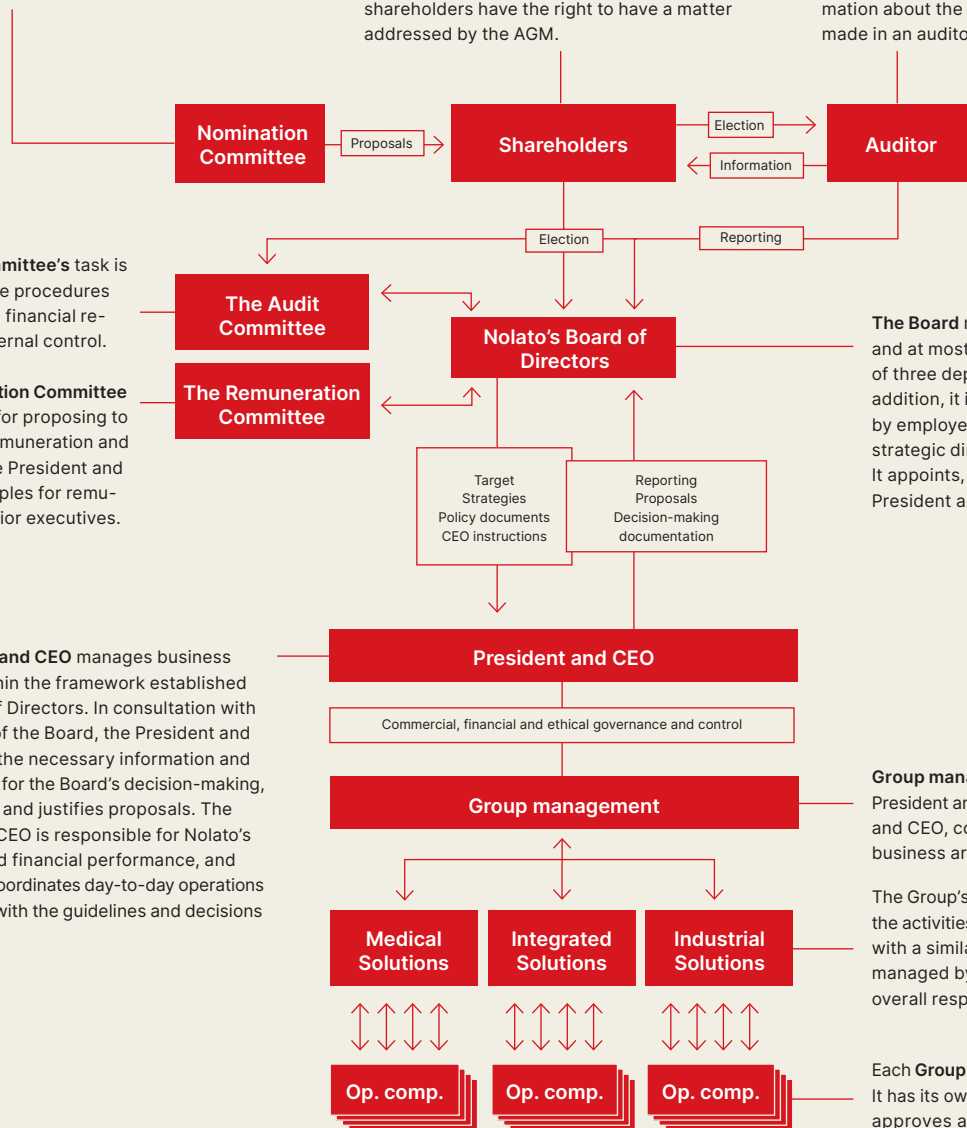 shareholders have the right to have a matter
addressed by the AGM.
mation about the
made in an audito
Nomination
Committee
Proposals
Shareholders
Election
Information
Auditor
Election
Reporting
mmittee’s task is
e procedures
financial re-
ernal control.
The Audit
Committee
Nolato’s Board of
Directors
tion Committee
for proposing to
muneration and
e President and
ples for remu-
ior executives.
The Remuneration
Committee
The Board
and at most
of three dep
addition, it i
by employe
strategic di
It appoints,
President a
Target
Strategies
Policy documents
CEO instructions
Reporting
Proposals
Decision-making
documentation
and CEO manages business
hin the framework established
f Directors. In consultation with
of the Board, the President and
the necessary information and
for the Board’s decision-making,
and justifies proposals. The
CEO is responsible for Nolato’s
d financial performance, and
oordinates day-to-day operations
with the guidelines and decisions
President and CEO
Commercial, financial and ethical governance and control
Group management
Group mana
President an
and CEO, co
business ar
The Group’s
the activities
with a simila
managed by
overall resp
Medical
Solutions
Integrated
Solutions
Industrial
Solutions
Op. comp.
Op. comp.
Op. comp.
Each Group
It has its ow
approves a